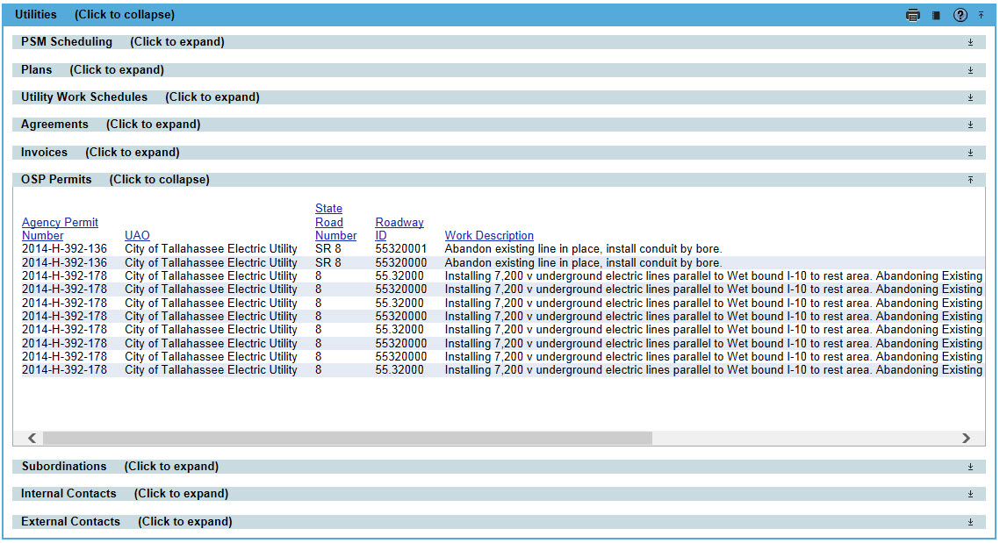 Utilities (Click to collapse)
PSM Scheduling (Click to expand)
Plans (Click to expand)
Utility Work Schedules (Click to expand)
Agreements (Click to expand)
Invoices (Click to expand)
OSP Permits (Click to collapse)
Agency Permit Number UAO State Road Number Roadway ID Work Description
2014-H-392-136 City of Tallahassee Electric Utility SR 8 55320001 Abandon existing line in place, install conduit by bore.
2014-H-392-136 City of Tallahassee Electric Utility SR 8 55320000 Abandon existing line in place, install conduit by bore.
2014-H-392-178 City of Tallahassee Electric Utility 8 55.32000 Installing 7,200 v underground electric lines parallel to Wet bound I-10 to rest area. Abandoning Existing
2014-H-392-178 City of Tallahassee Electric Utility 8 55320000 Installing 7,200 v underground electric lines parallel to Wet bound I-10 to rest area. Abandoning Existing
2014-H-392-178 City of Tallahassee Electric Utility 8 55.32000 Installing 7,200 v underground electric lines parallel to Wet bound I-10 to rest area. Abandoning Existing
2014-H-392-178 City of Tallahassee Electric Utility 8 55320000 Installing 7,200 v underground electric lines parallel to Wet bound I-10 to rest area. Abandoning Existing
2014-H-392-178 City of Tallahassee Electric Utility 8 55.32000 Installing 7,200 v underground electric lines parallel to Wet bound I-10 to rest area. Abandoning Existing
2014-H-392-178 City of Tallahassee Electric Utility 8 55320000 Installing 7,200 v underground electric lines parallel to Wet bound I-10 to rest area. Abandoning Existing
2014-H-392-178 City of Tallahassee Electric Utility 8 55320000 Installing 7,200 v underground electric lines parallel to Wet bound I-10 to rest area. Abandoning Existing
2014-H-392-178 City of Tallahassee Electric Utility 8 55.32000 Installing 7,200 v underground electric lines parallel to Wet bound I-10 to rest area. Abandoning Existing
Subordinations (Click to expand)
Internal Contacts (Click to expand)
External Contacts (Click to expand)